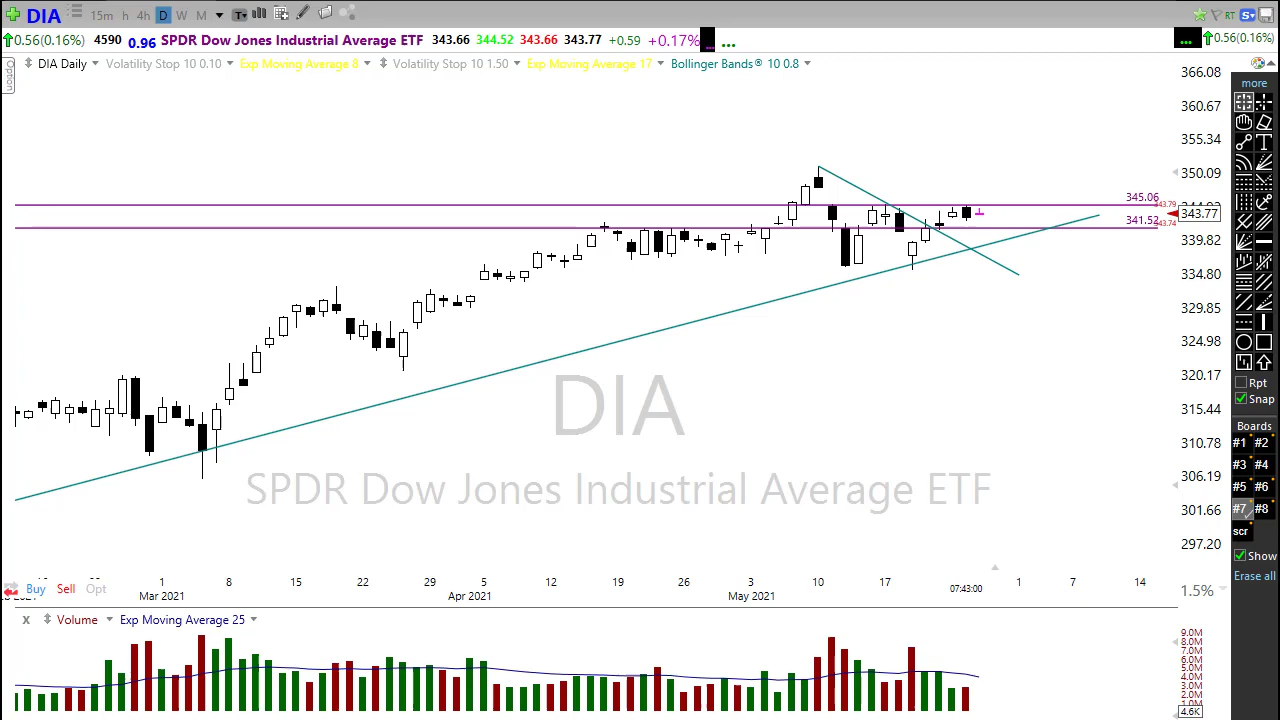 DIA 15m h 4h D W M T RT S
0.56(0.16%) 4590 0.96 SPDR Dow Jones Industrial Average ETF 343.66 344.52 343.66 343.77 +0.59 +0.17% ... ... 0.56(0.16%)
Option
DIA Daily Volatility Stop 10 0.10 Exp Moving Average 8 Volatility Stop 10 1.50 Exp Moving Average 17 Bollinger Bands® 10 0.8
366.08
360.67
355.34
350.09
345.06
343.79
343.77
341.52
343.74
339.82
334.80
329.85
324.98
320.17
315.44
310.78
306.19
301.66
297.20
DIA
SPDR Dow Jones Industrial Average ETF
1 8 15 22 29 5 12 19 26 3 10 17 07:43:00 1 7 14
Mar 2021 Apr 2021 May 2021
Buy Sell Opt
1.5%
X Volume Exp Moving Average 25
9.0M
8.0M
7.0M
6.0M
5.0M
4.0M
3.0M
2.0M
4.6K
more
T
Rpt
Snap
Boards
#1 #2
#3 #4
#5 #6
#7 #8
scr
Show
Erase all